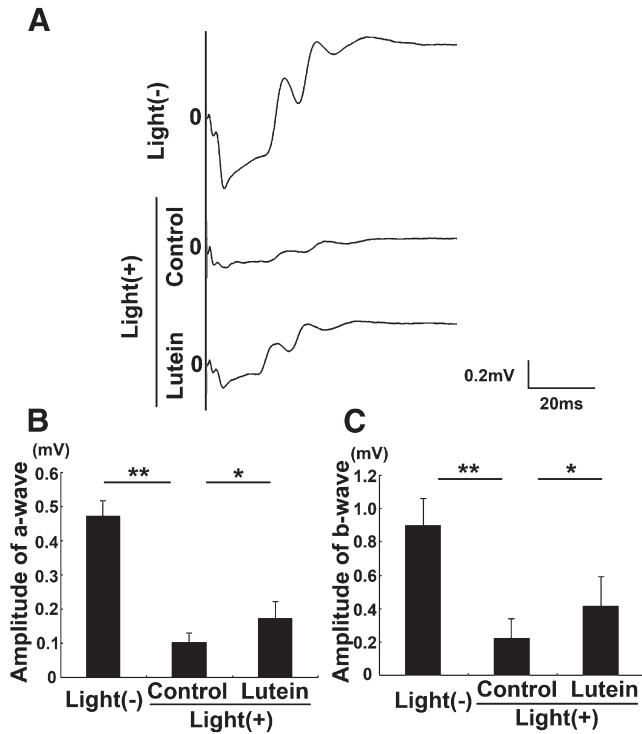 A
Light(-)
0
Light(+)
Control
0
Lutein
0
0.2mV
20ms
B
(mV)
Amplitude of a-wave
0.6
0.5
0.4
0.3
0.2
0.1
0
**
*
Light(-)
Control
Lutein
Light(+)
C
(mV)
Amplitude of b-wave
1.2
1.0
0.8
0.6
0.4
0.2
0
**
*
Light(-)
Control
Lutein
Light(+)